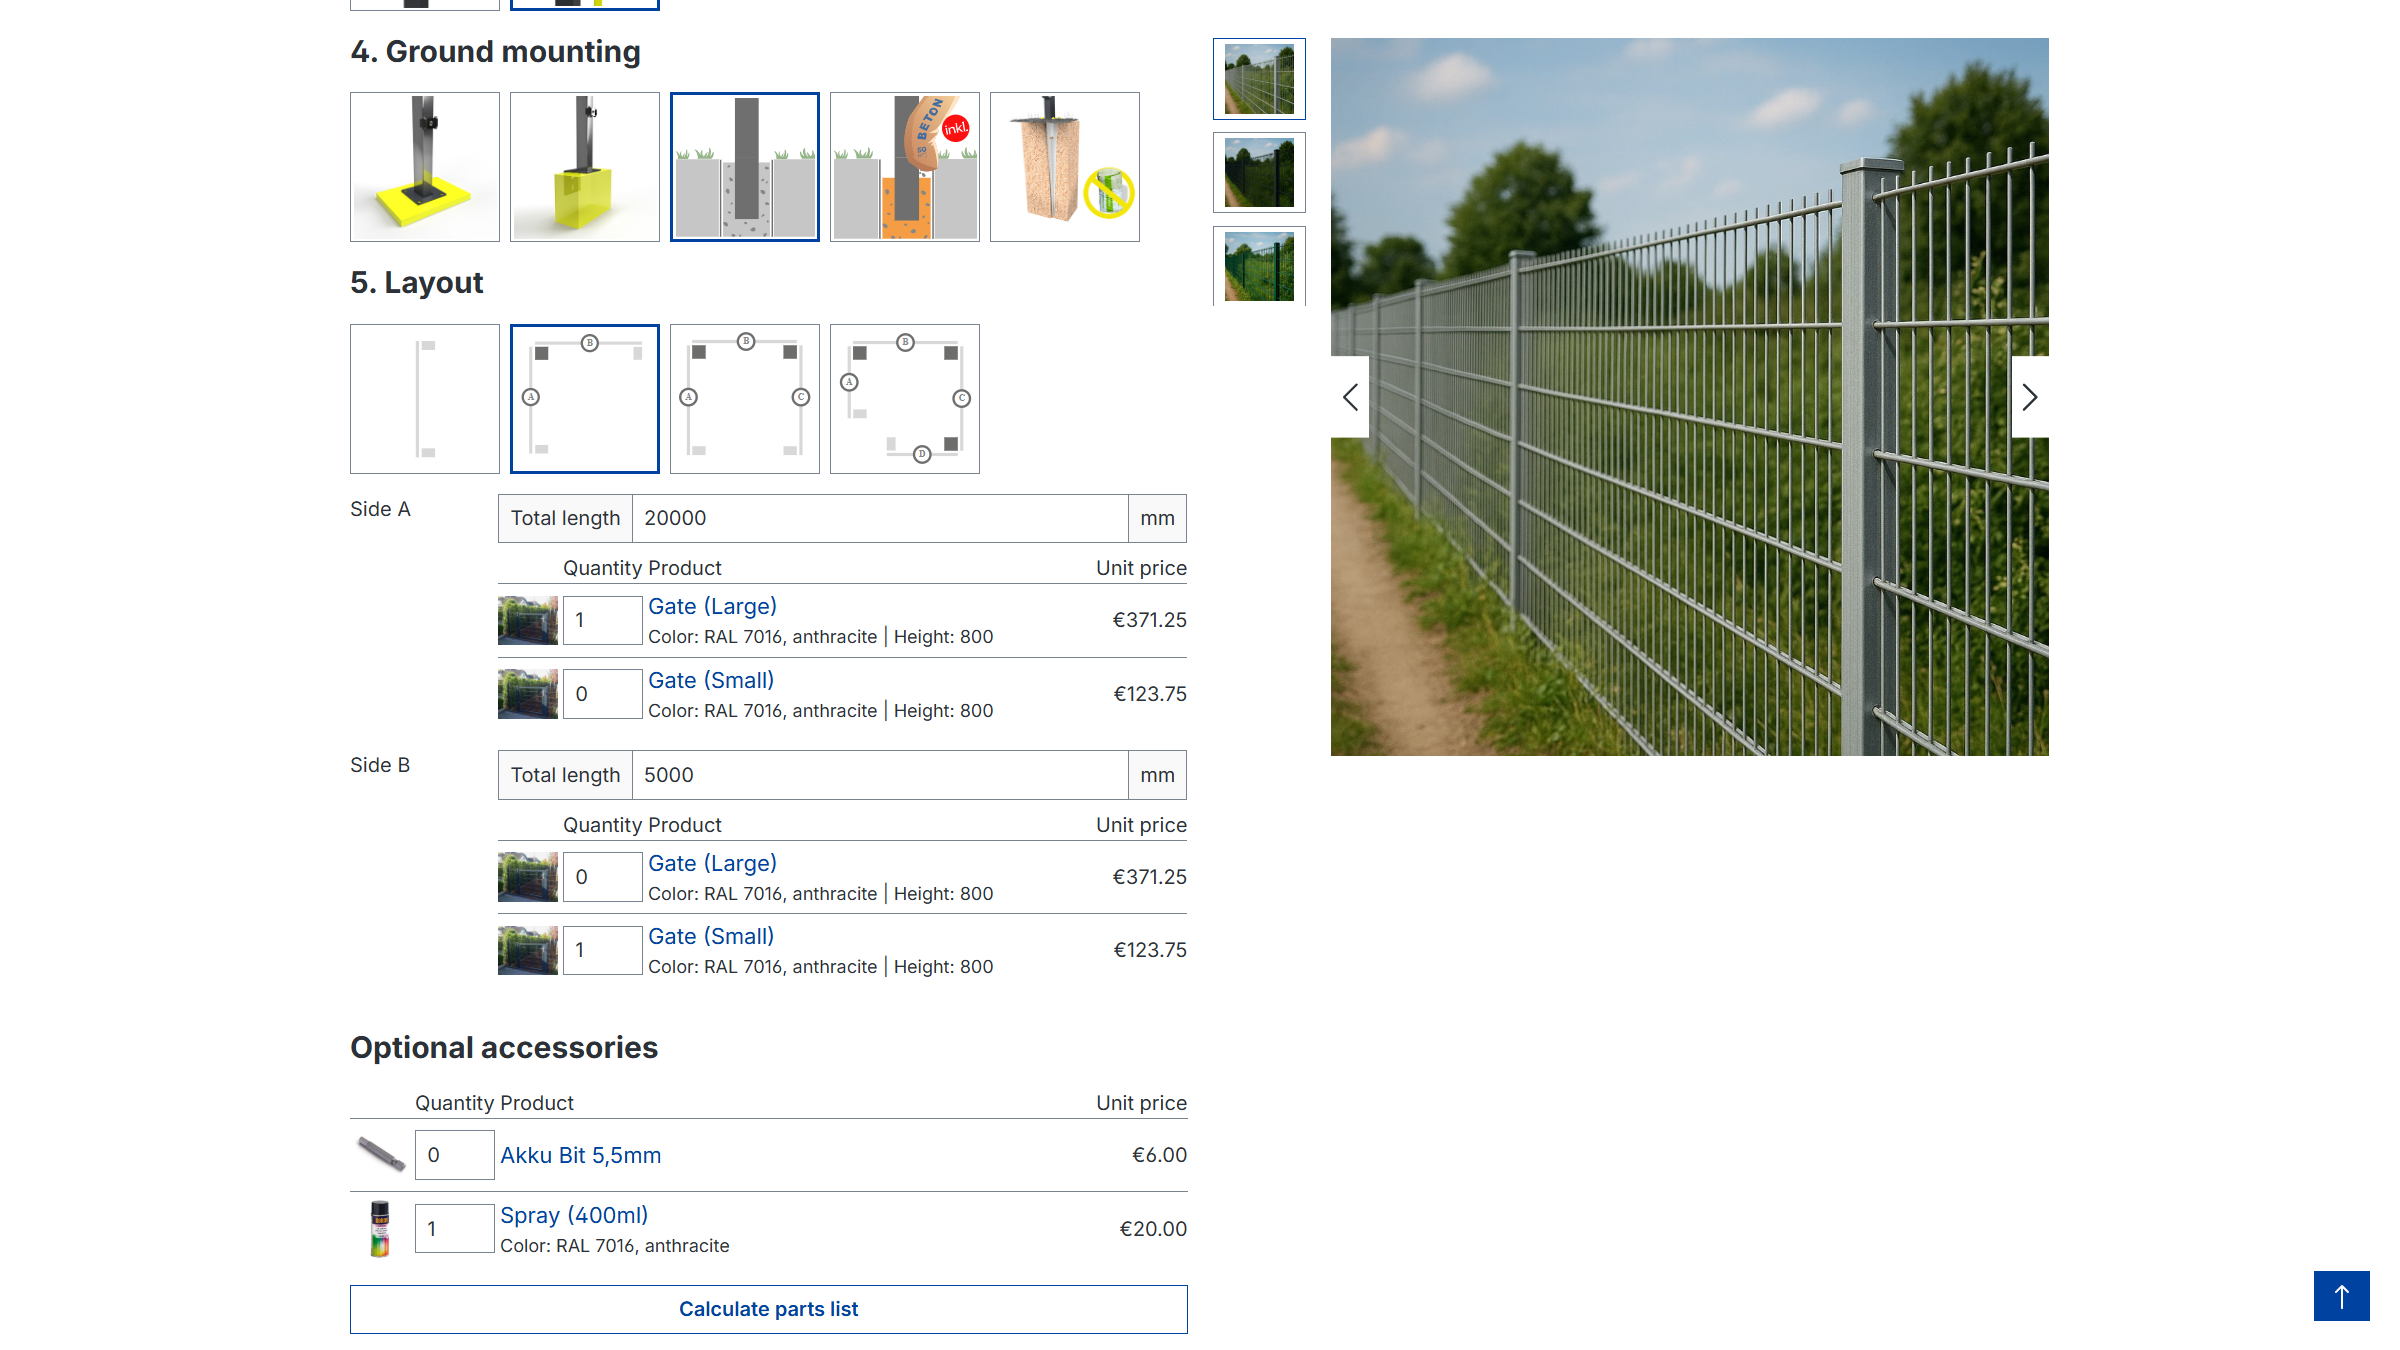 4. Ground mounting
BETON
inkl.
5. Layout
B
A
B
A
C
B
A
C
D
Side A
Total length 20000 mm
Quantity Product Unit price
1 Gate (Large) €371.25
Color: RAL 7016, anthracite | Height: 800
0 Gate (Small) €123.75
Color: RAL 7016, anthracite | Height: 800
Side B
Total length 5000 mm
Quantity Product Unit price
0 Gate (Large) €371.25
Color: RAL 7016, anthracite | Height: 800
1 Gate (Small) €123.75
Color: RAL 7016, anthracite | Height: 800
Optional accessories
Quantity Product Unit price
0 Akku Bit 5,5mm €6.00
1 Spray (400ml) €20.00
Color: RAL 7016, anthracite
Calculate parts list